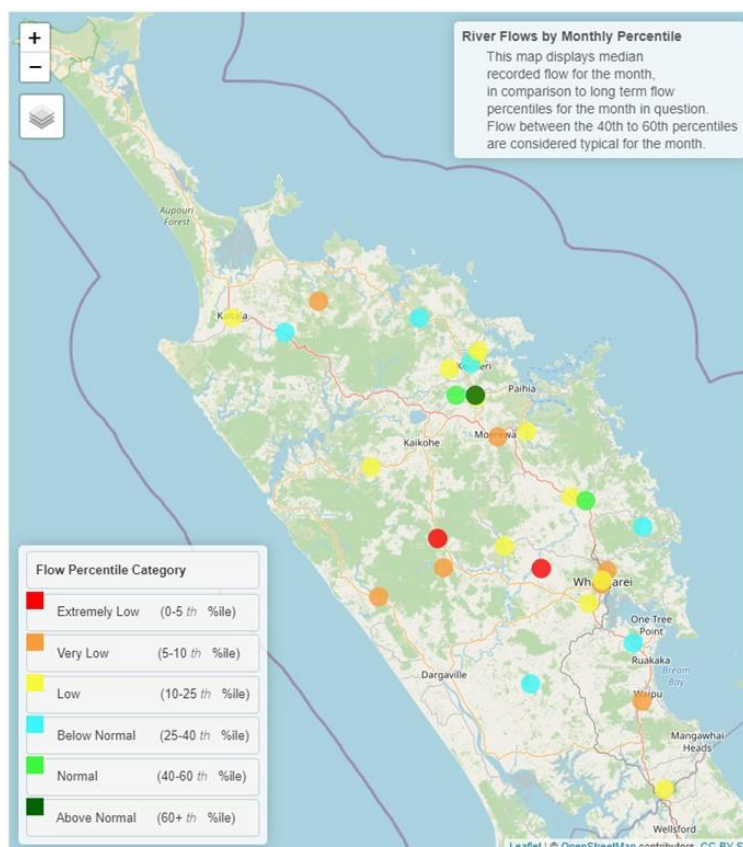 +
−
River Flows by Monthly Percentile
This map displays median
recorded flow for the month,
in comparison to long term flow
percentiles for the month in question.
Flow between the 40th to 60th percentiles
are considered typical for the month.
Aupouri
Forest
Kaitaia
Paihia
Kaikohe
Moerewa
One Tree
Point
Ruakaka
Bream
Bay
Dargaville
Waipu
Mangawhai
Heads
Wellsford
Flow Percentile Category
Extremely Low (0-5 th %ile)
Very Low (5-10 th %ile)
Low (10-25 th %ile)
Below Normal (25-40 th %ile)
Normal (40-60 th %ile)
Above Normal (60+ th %ile)
Leaflet | © OpenStreetMap contributors, CC-BY-S